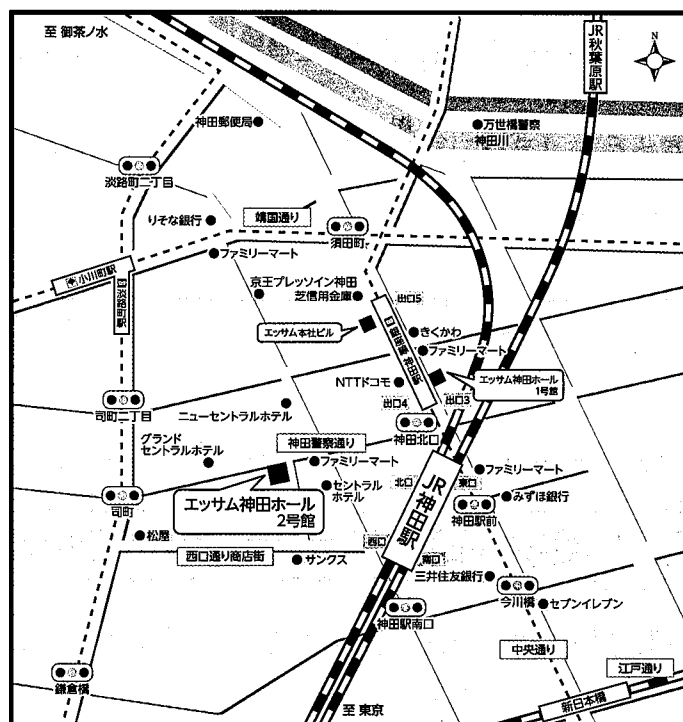 至 御茶ノ水
JR秋葉原駅
N
神田郵便局
万世橋警察
神田川
淡路町二丁目
りそな銀行
靖国通り
須田町
ファミリーマート
小川町駅
淡路町駅
京王プレッソイン神田
芝信用金庫
出口5
エッサム本社ビル
銀座線 神田駅
きくかわ
ファミリーマート
NTTドコモ
エッサム神田ホール
1号館
出口4
出口3
司町二丁目
ニューセントラルホテル
神田北口
グランド
セントラルホテル
神田警察通り
ファミリーマート
北口
JR神田駅
東口
ファミリーマート
セントラル
ホテル
みずほ銀行
神田駅前
司町
エッサム神田ホール
2号館
松屋
西口通り商店街
サンクス
西口
南口
三井住友銀行
今川橋
セブンイレブン
神田駅南口
中央通り
江戸通り
鎌倉橋
新日本橋
至 東京